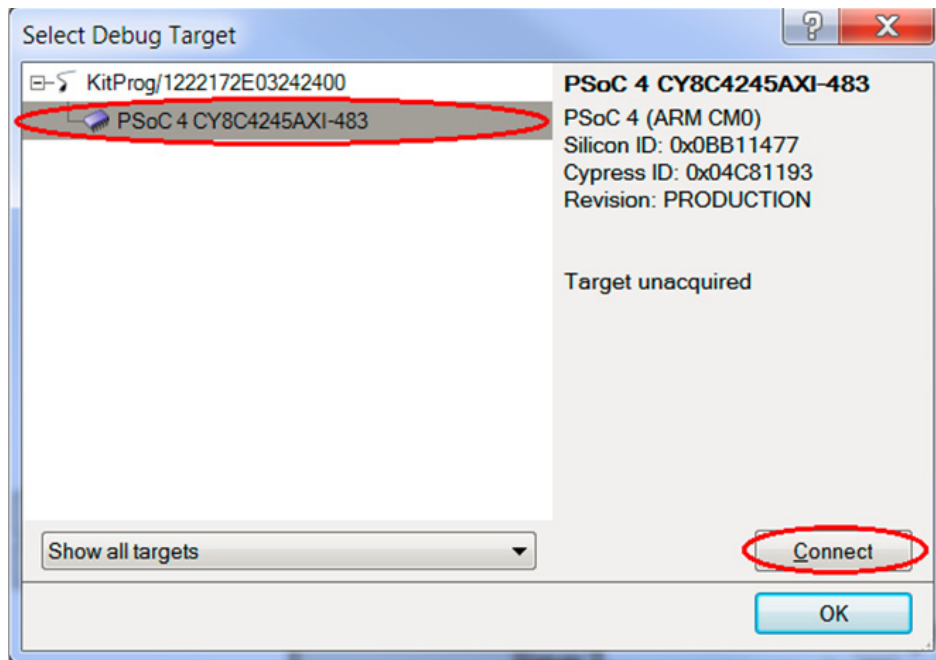 Select Debug Target
KitProg/1222172E03242400
PSoC 4 CY8C4245AXI-483
PSoC 4 CY8C4245AXI-483
PSoC 4 (ARM CM0)
Silicon ID: 0x0BB11477
Cypress ID: 0x04C81193
Revision: PRODUCTION
Target unacquired
Show all targets
Connect
OK